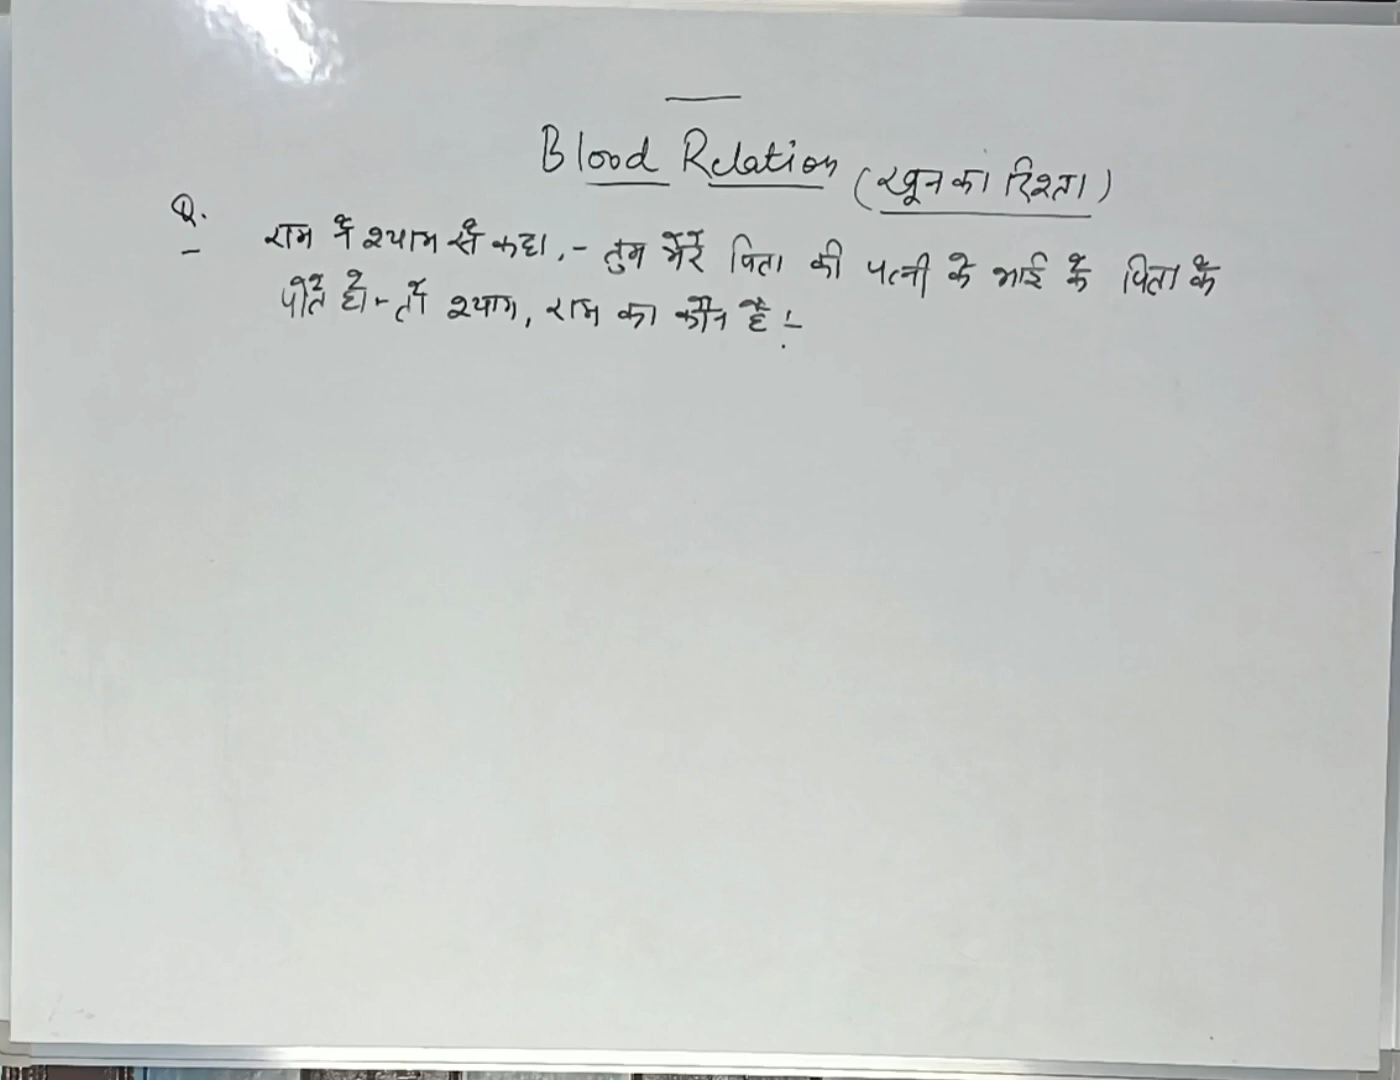 Blood Relation (खून का रिश्ता)
Q. राम ने श्याम से कहा,- तुम मेरे पिता की पत्नी के भाई के पिता के
पोते हो- तो श्याम, राम का कौन है :-